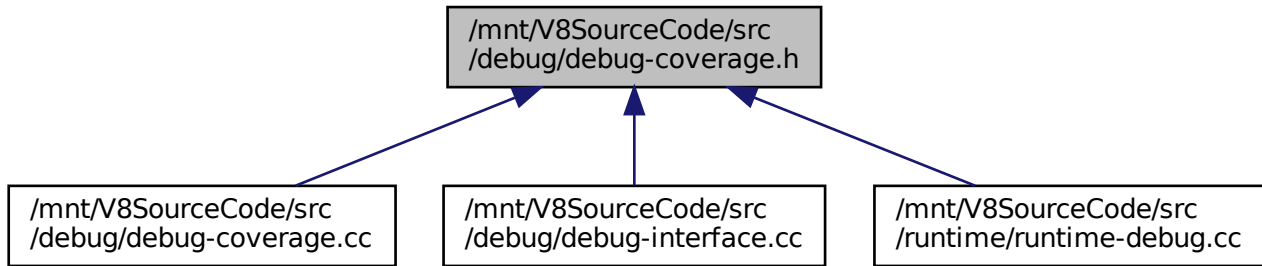 /mnt/V8SourceCode/src
/debug/debug-coverage.h
/mnt/V8SourceCode/src
/debug/debug-coverage.cc
/mnt/V8SourceCode/src
/debug/debug-interface.cc
/mnt/V8SourceCode/src
/runtime/runtime-debug.cc